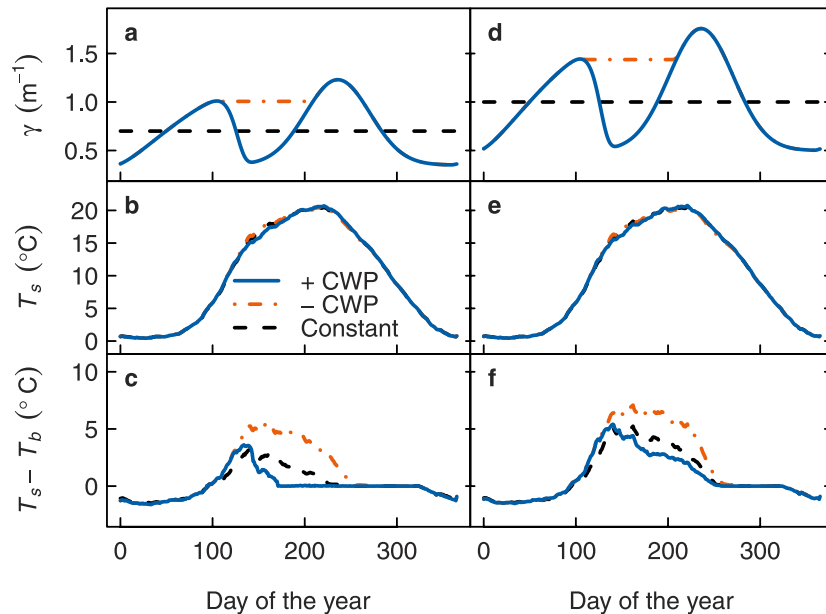 a
d
γ (m⁻¹)
1.5
1.0
0.5
b
e
T_s (°C)
20
15
10
5
0
+ CWP
− CWP
Constant
c
f
T_s − T_b (°C)
10
5
0
0 100 200 300
0 100 200 300
Day of the year
Day of the year